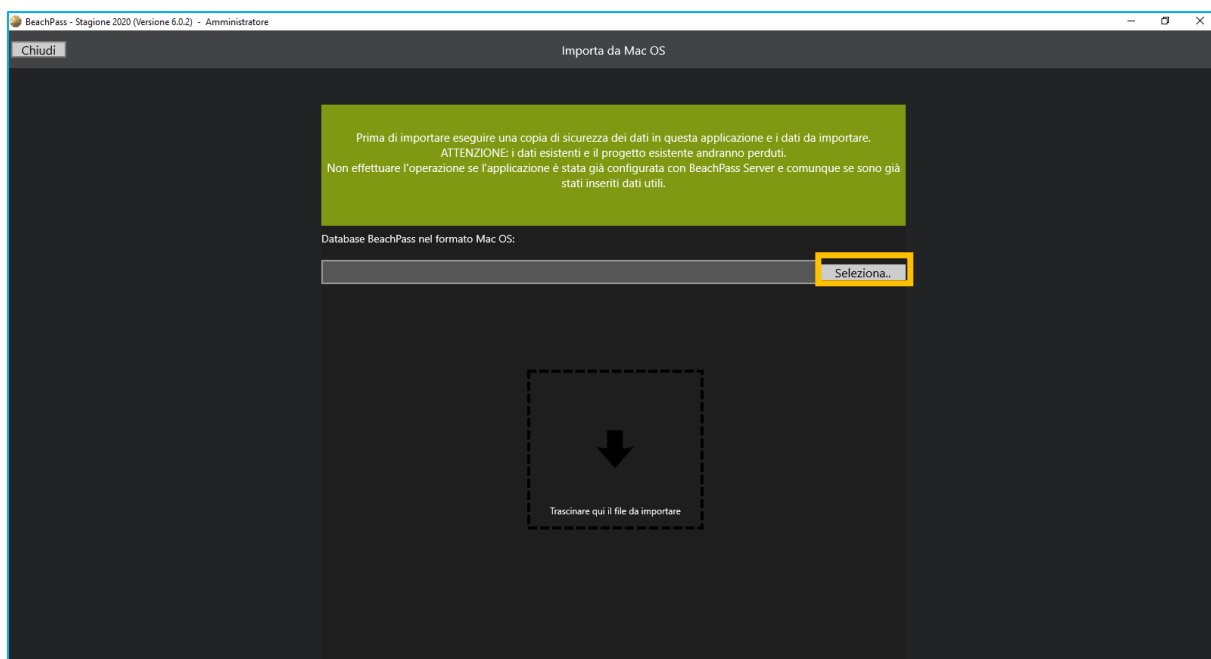 BeachPass - Stagione 2020 (Versione 6.0.2) - Amministratore
Chiudi
Importa da Mac OS
Prima di importare eseguire una copia di sicurezza dei dati in questa applicazione e i dati da importare.
ATTENZIONE: i dati esistenti e il progetto esistente andranno perduti.
Non effettuare l'operazione se l'applicazione è stata già configurata con BeachPass Server e comunque se sono già
stati inseriti dati utili.
Database BeachPass nel formato Mac OS:
Seleziona..
Trascinare qui il file da importare